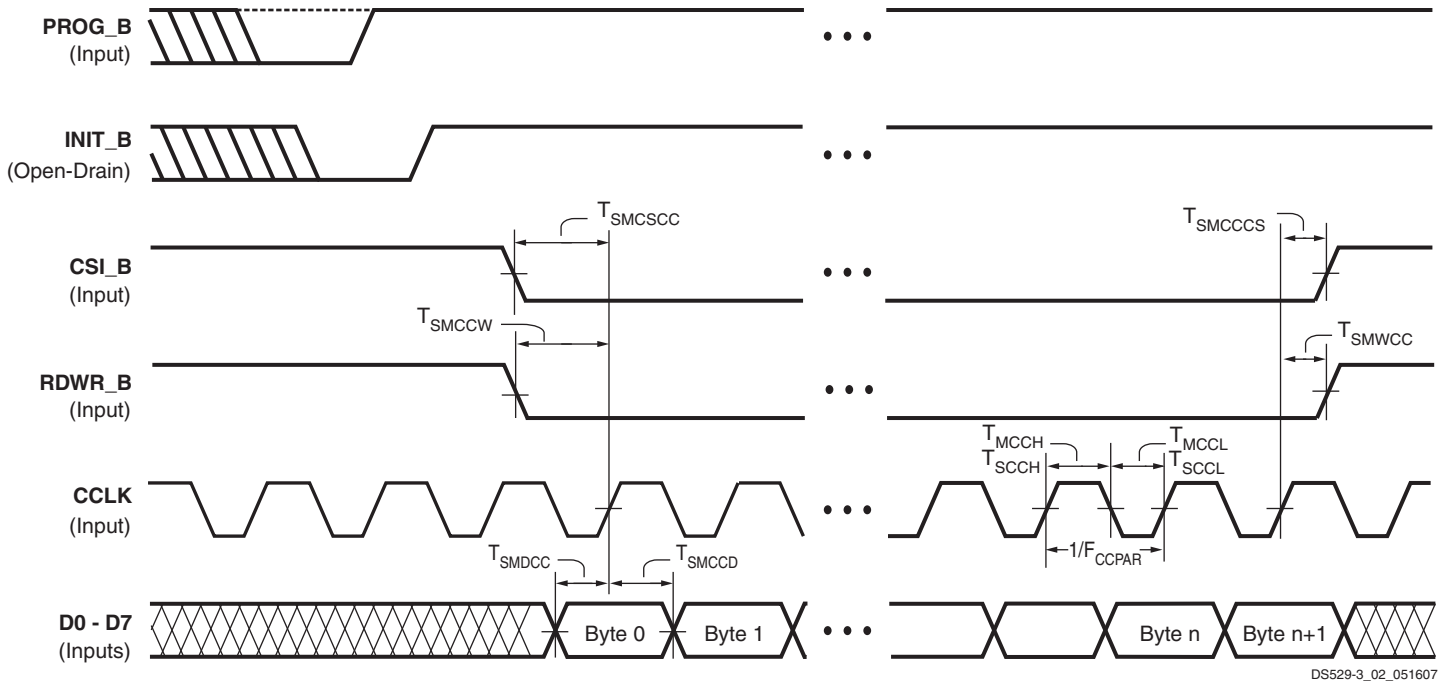 PROG_B
(Input)
INIT_B
(Open-Drain)
TSMCSCC
TSMCCCS
CSI_B
(Input)
TSMCCW
TSMWCC
RDWR_B
(Input)
TMCCH
TSCCH
TMCCL
TSCCL
CCLK
(Input)
1/FCCPAR
TSMDCC
TSMCCD
D0 - D7
(Inputs)
Byte 0
Byte 1
Byte n
Byte n+1
DS529-3_02_051607